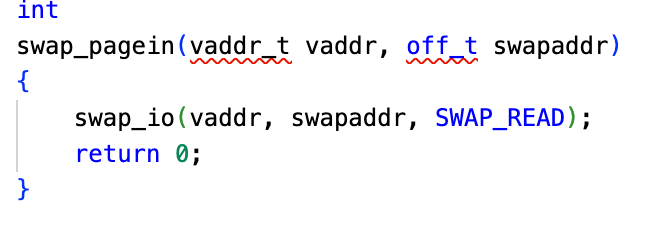 int
swap_pagein(vaddr_t vaddr, off_t swapaddr)
{
    swap_io(vaddr, swapaddr, SWAP_READ);
    return 0;
}